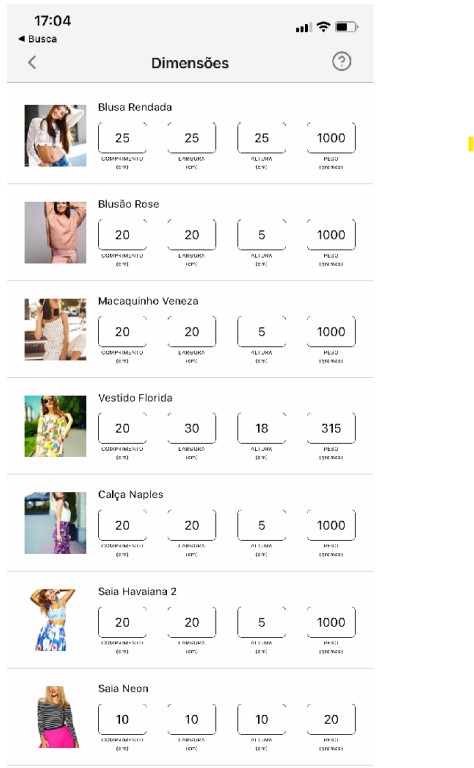 17:04
◀ Busca
Dimensões
Blusa Rendada
25 25 25 1000
COMPRIMENTO LARGURA ALTURA PESO
(cm) (cm) (cm) (gramas)
Blusão Rose
20 20 5 1000
COMPRIMENTO LARGURA ALTURA PESO
(cm) (cm) (cm) (gramas)
Macaquinho Veneza
20 20 5 1000
COMPRIMENTO LARGURA ALTURA PESO
(cm) (cm) (cm) (gramas)
Vestido Florida
20 30 18 315
COMPRIMENTO LARGURA ALTURA PESO
(cm) (cm) (cm) (gramas)
Calça Naples
20 20 5 1000
COMPRIMENTO LARGURA ALTURA PESO
(cm) (cm) (cm) (gramas)
Saia Havaiana 2
20 20 5 1000
COMPRIMENTO LARGURA ALTURA PESO
(cm) (cm) (cm) (gramas)
Saia Neon
10 10 10 20
COMPRIMENTO LARGURA ALTURA PESO
(cm) (cm) (cm) (gramas)